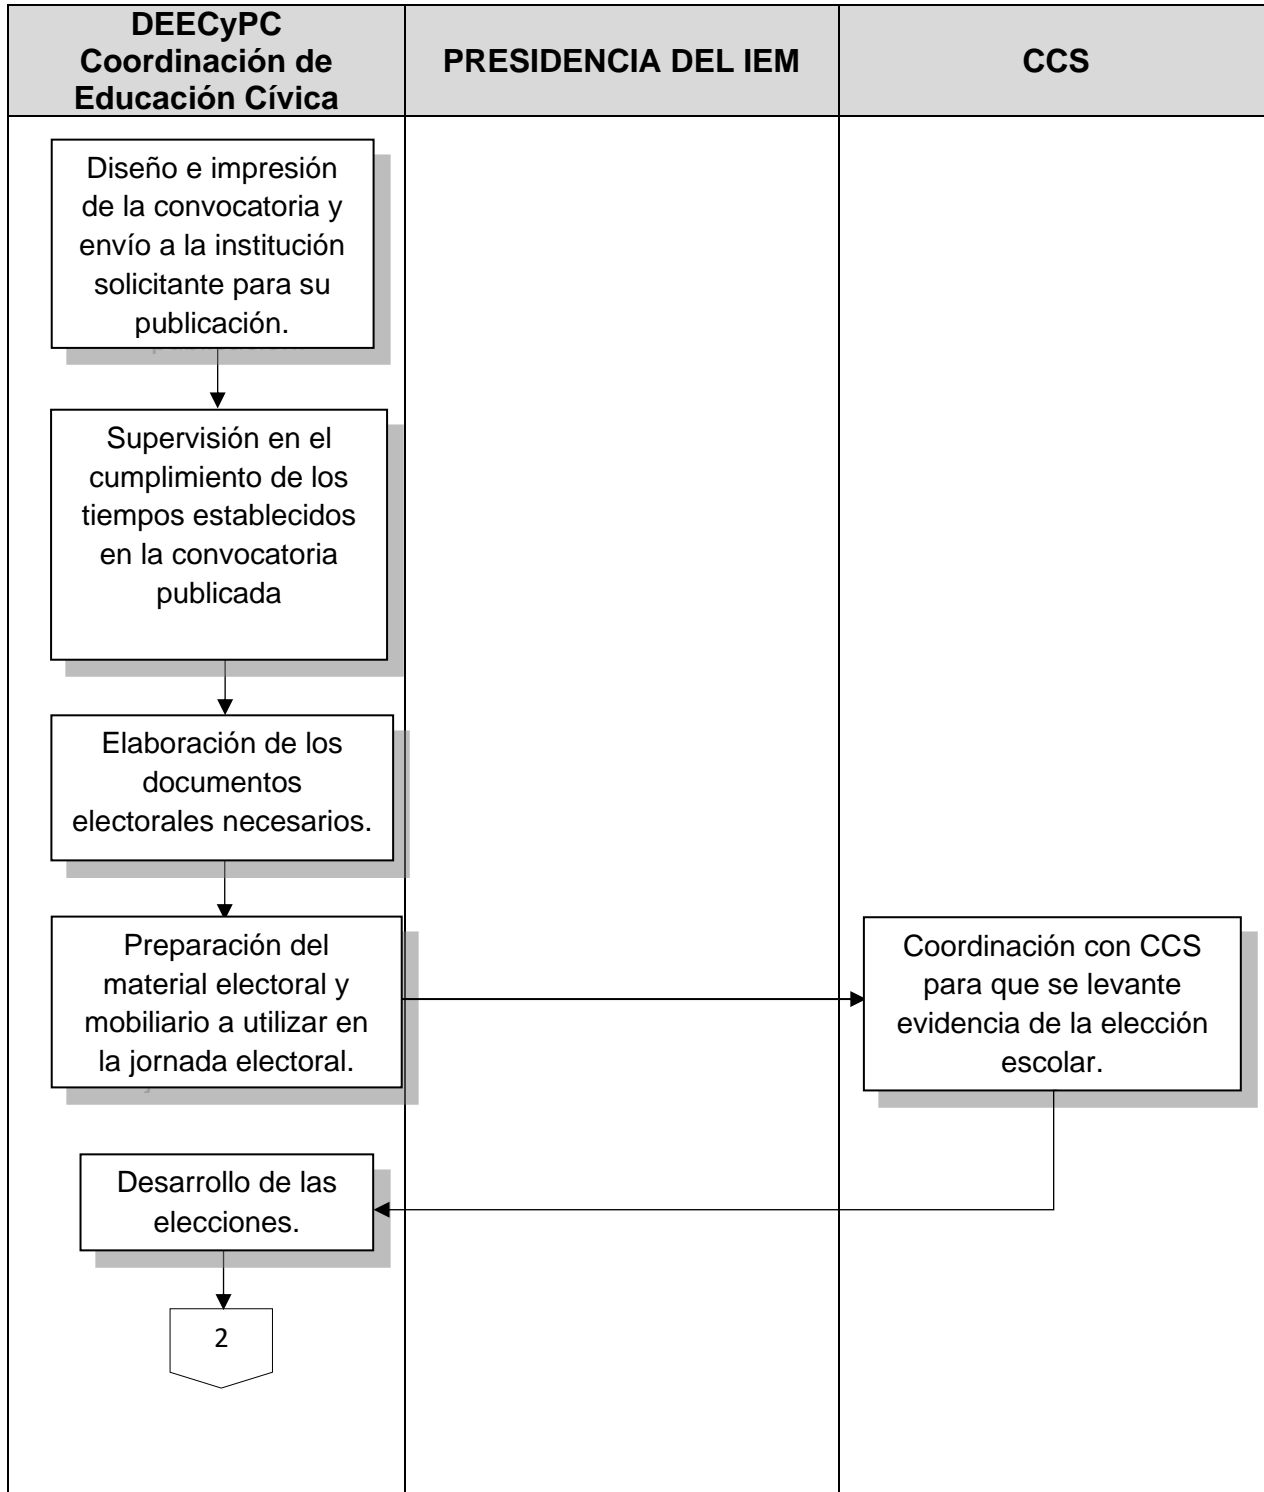 DEECyPC
Coordinación de
Educación Cívica
PRESIDENCIA DEL IEM
CCS
Diseño e impresión
de la convocatoria y
envío a la institución
solicitante para su
publicación.
Supervisión en el
cumplimiento de los
tiempos establecidos
en la convocatoria
publicada
Elaboración de los
documentos
electorales necesarios.
Preparación del
material electoral y
mobiliario a utilizar en
la jornada electoral.
Coordinación con CCS
para que se levante
evidencia de la elección
escolar.
Desarrollo de las
elecciones.
2